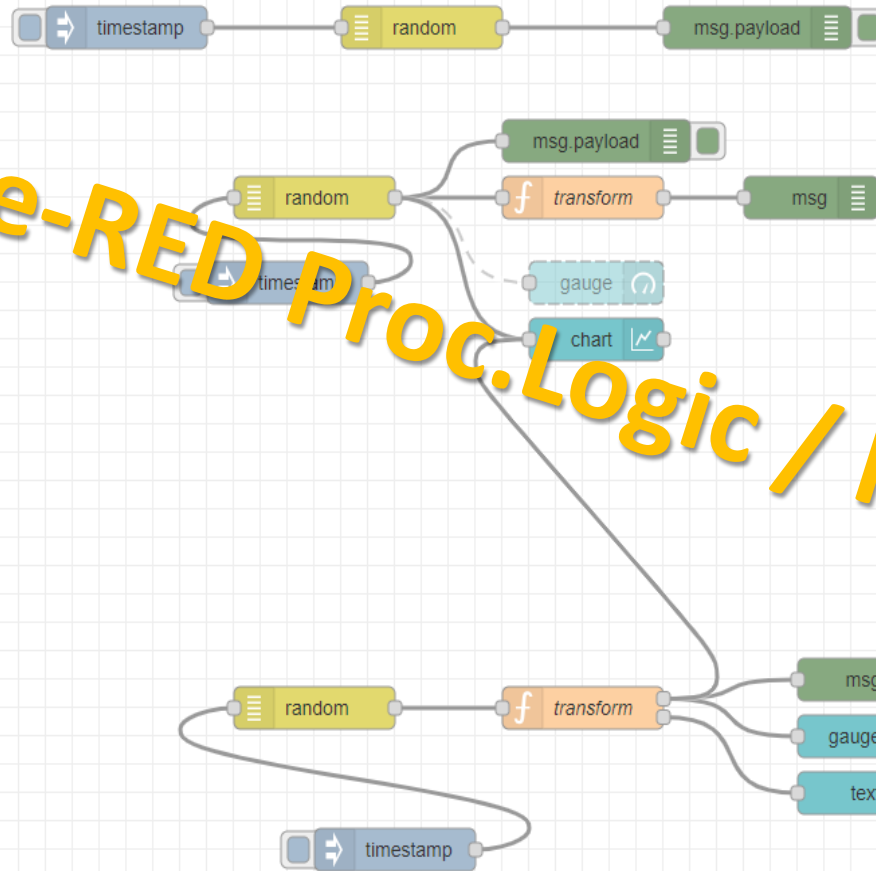 timestamp random msg.payload
msg.payload
random transform msg
timestamp
gauge
chart
e-RED Proc.Logic /
random transform
msg
gauge
tex
timestamp